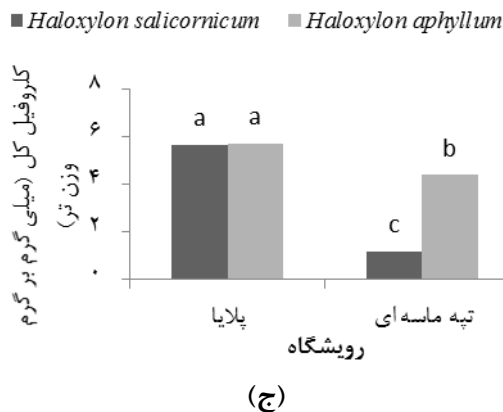 Haloxylon salicornicum Haloxylon aphyllum
کلروفیل کل (میلی گرم بر گرم
وزن تر)
۸
۶
۴
۲
۰
a a
c b
پلایا تپه ماسه ای
رویشگاه
(ج)